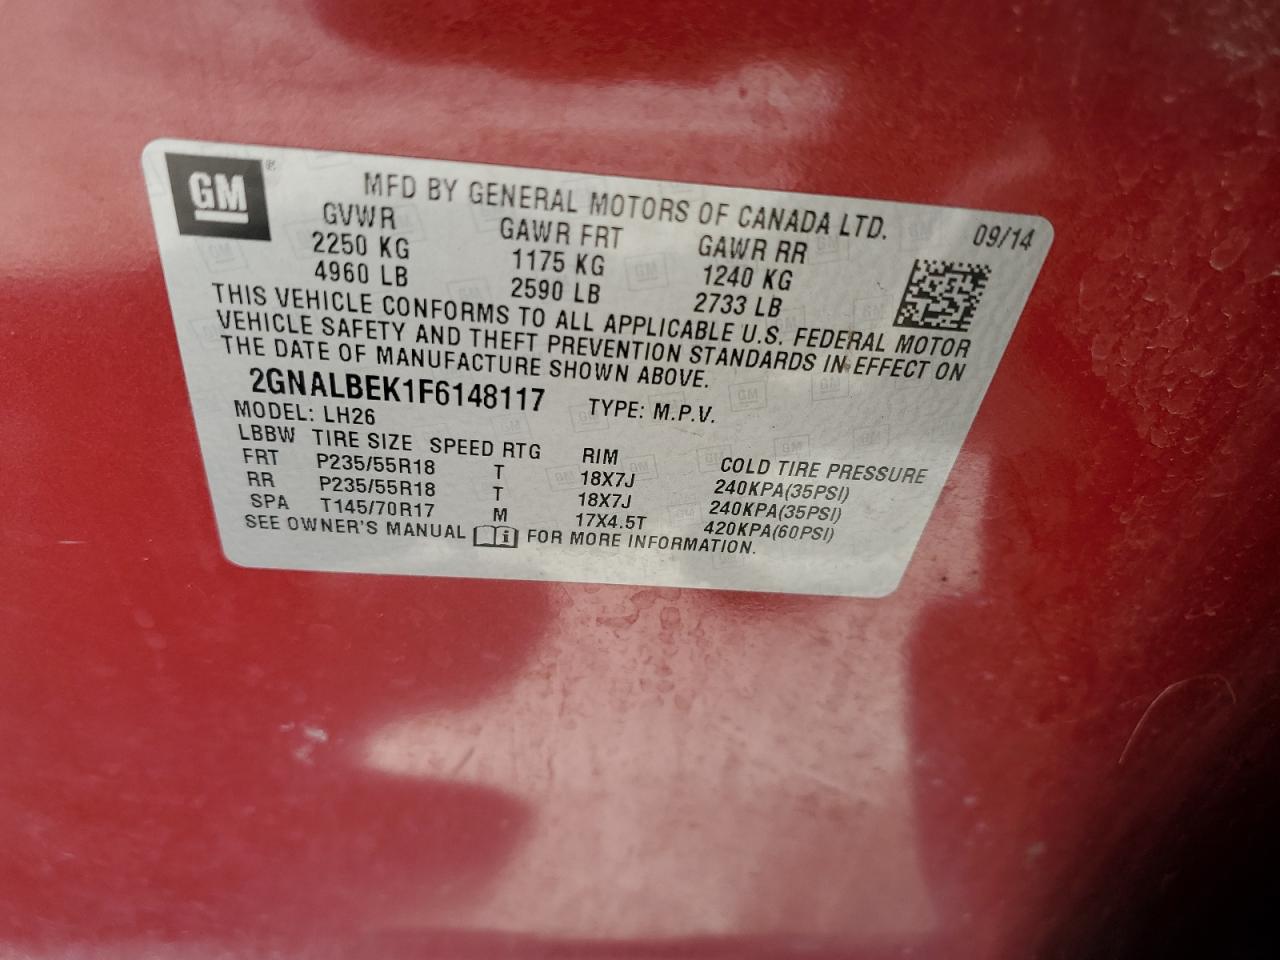 GM ®
MFD BY GENERAL MOTORS OF CANADA LTD.
GVWR GAWR FRT GAWR RR 09/14
2250 KG 1175 KG 1240 KG
4960 LB 2590 LB 2733 LB
THIS VEHICLE CONFORMS TO ALL APPLICABLE U.S. FEDERAL MOTOR
VEHICLE SAFETY AND THEFT PREVENTION STANDARDS IN EFFECT ON
THE DATE OF MANUFACTURE SHOWN ABOVE.
2GNALBEK1F6148117 TYPE: M.P.V.
MODEL: LH26
LBBW TIRE SIZE SPEED RTG RIM COLD TIRE PRESSURE
FRT P235/55R18 T 18X7J 240KPA(35PSI)
RR P235/55R18 T 18X7J 240KPA(35PSI)
SPA T145/70R17 M 17X4.5T 420KPA(60PSI)
SEE OWNER'S MANUAL i FOR MORE INFORMATION.